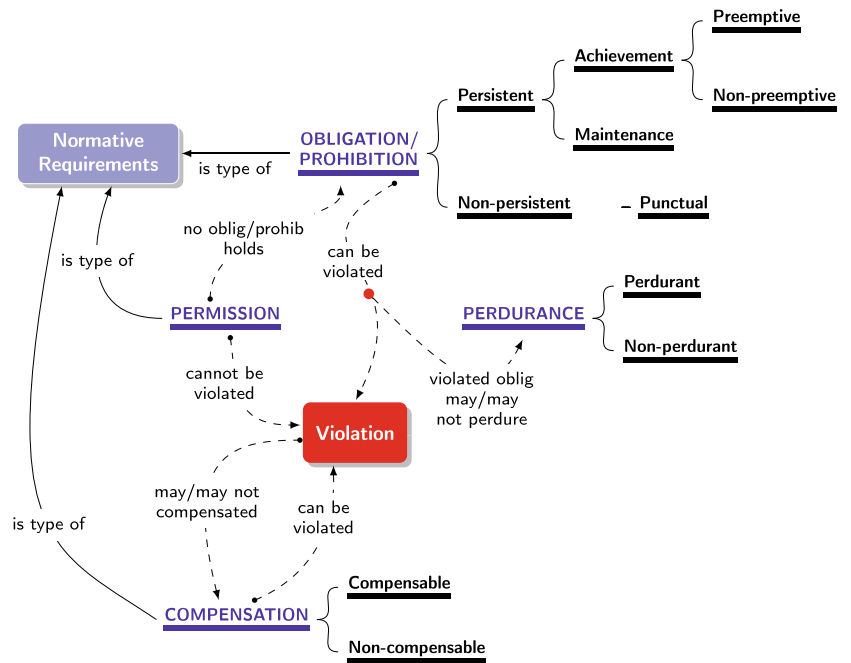 Preemptive
Achievement
Persistent
Non-preemptive
Normative
Requirements
OBLIGATION/
PROHIBITION
Maintenance
is type of
Non-persistent
– Punctual
no oblig/prohib
holds
can be
violated
is type of
Perdurant
PERMISSION
PERDURANCE
Non-perdurant
cannot be
violated
violated oblig
may/may
not perdure
Violation
may/may not
compensated
can be
violated
is type of
Compensable
COMPENSATION
Non-compensable